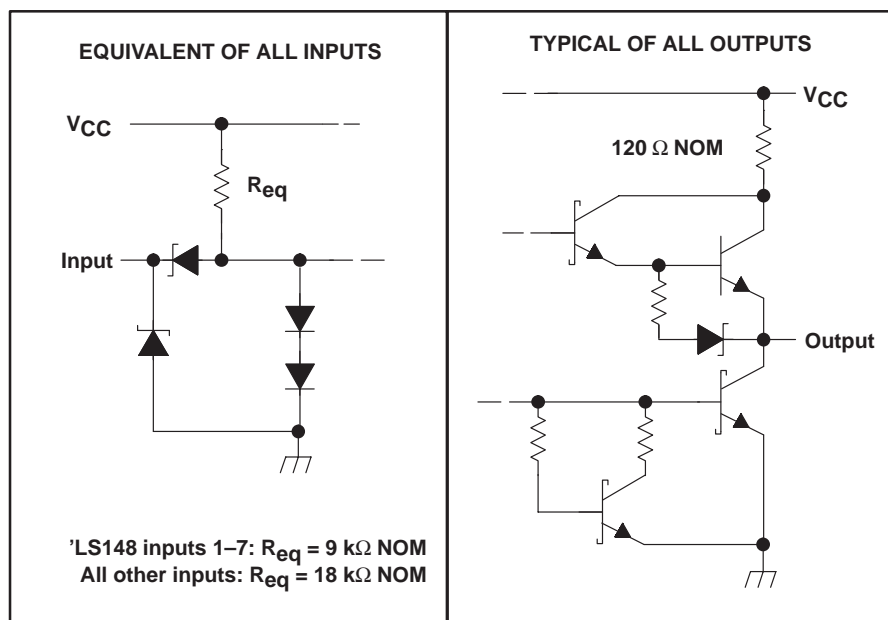 EQUIVALENT OF ALL INPUTS
VCC
Req
Input
'LS148 inputs 1–7: Req = 9 kΩ NOM
All other inputs: Req = 18 kΩ NOM
TYPICAL OF ALL OUTPUTS
VCC
120 Ω NOM
Output